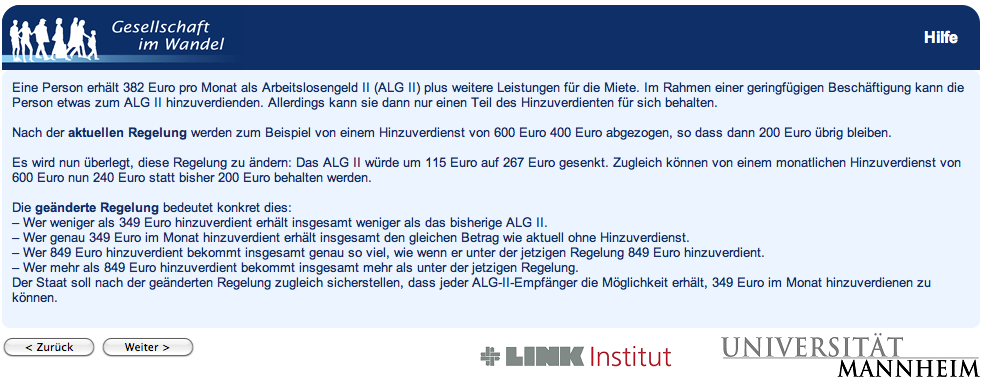 Gesellschaft
im Wandel
Hilfe
Eine Person erhält 382 Euro pro Monat als Arbeitslosengeld II (ALG II) plus weitere Leistungen für die Miete. Im Rahmen einer geringfügigen Beschäftigung kann die
Person etwas zum ALG II hinzuverdienden. Allerdings kann sie dann nur einen Teil des Hinzuverdienten für sich behalten.
Nach der aktuellen Regelung werden zum Beispiel von einem Hinzuverdienst von 600 Euro 400 Euro abgezogen, so dass dann 200 Euro übrig bleiben.
Es wird nun überlegt, diese Regelung zu ändern: Das ALG II würde um 115 Euro auf 267 Euro gesenkt. Zugleich können von einem monatlichen Hinzuverdienst von
600 Euro nun 240 Euro statt bisher 200 Euro behalten werden.
Die geänderte Regelung bedeutet konkret dies:
– Wer weniger als 349 Euro hinzuverdient erhält insgesamt weniger als das bisherige ALG II.
– Wer genau 349 Euro im Monat hinzuverdient erhält insgesamt den gleichen Betrag wie aktuell ohne Hinzuverdienst.
– Wer 849 Euro hinzuverdient bekommt insgesamt genau so viel, wie wenn er unter der jetzigen Regelung 849 Euro hinzuverdient.
– Wer mehr als 849 Euro hinzuverdient bekommt insgesamt mehr als unter der jetzigen Regelung.
Der Staat soll nach der geänderten Regelung zugleich sicherstellen, dass jeder ALG-II-Empfänger die Möglichkeit erhält, 349 Euro im Monat hinzuverdienen zu
können.
< Zurück
Weiter >
LINK Institut
UNIVERSITÄT
MANNHEIM